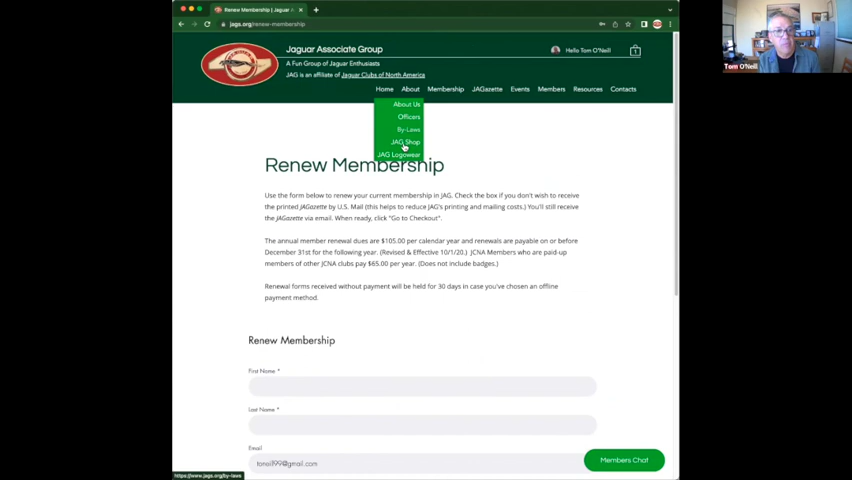 Renew Membership | Jaguar A
jags.org/renew-membership
Jaguar Associate Group
A Fun Group of Jaguar Enthusiasts
JAG is an affiliate of Jaguar Clubs of North America
Hello Tom O'Neill
1
Home About Membership JAGazette Events Members Resources Contacts
About Us
Officers
By-Laws
JAG Shop
JAG Logowear
Renew Membership
Use the form below to renew your current membership in JAG. Check the box if you don't wish to receive
the printed JAGazette by U.S. Mail (this helps to reduce JAG's printing and mailing costs.) You'll still receive
the JAGazette via email. When ready, click "Go to Checkout".
The annual member renewal dues are $105.00 per calendar year and renewals are payable on or before
December 31st for the following year. (Revised & Effective 10/1/20.) JCNA Members who are paid-up
members of other JCNA clubs pay $65.00 per year. (Does not include badges.)
Renewal forms received without payment will be held for 30 days in case you've chosen an offline
payment method.
Renew Membership
First Name *
Last Name *
Email
Members Chat
https://www.jags.org/by-laws
Tom O'Neill